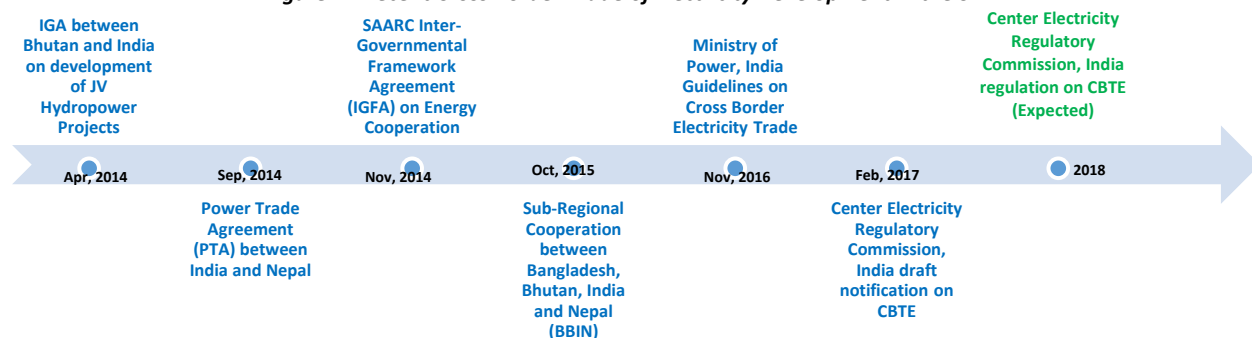 IGA between
Bhutan and India
on development
of JV
Hydropower
Projects
Apr, 2014
Sep, 2014
Power Trade
Agreement
(PTA) between
India and Nepal
SAARC Inter-
Governmental
Framework
Agreement
(IGFA) on Energy
Cooperation
Nov, 2014
Oct, 2015
Sub-Regional
Cooperation
between
Bangladesh,
Bhutan, India
and Nepal
(BBIN)
Ministry of
Power, India
Guidelines on
Cross Border
Electricity Trade
Nov, 2016
Feb, 2017
Center Electricity
Regulatory
Commission,
India draft
notification on
CBTE
Center Electricity
Regulatory
Commission, India
regulation on CBTE
(Expected)
2018